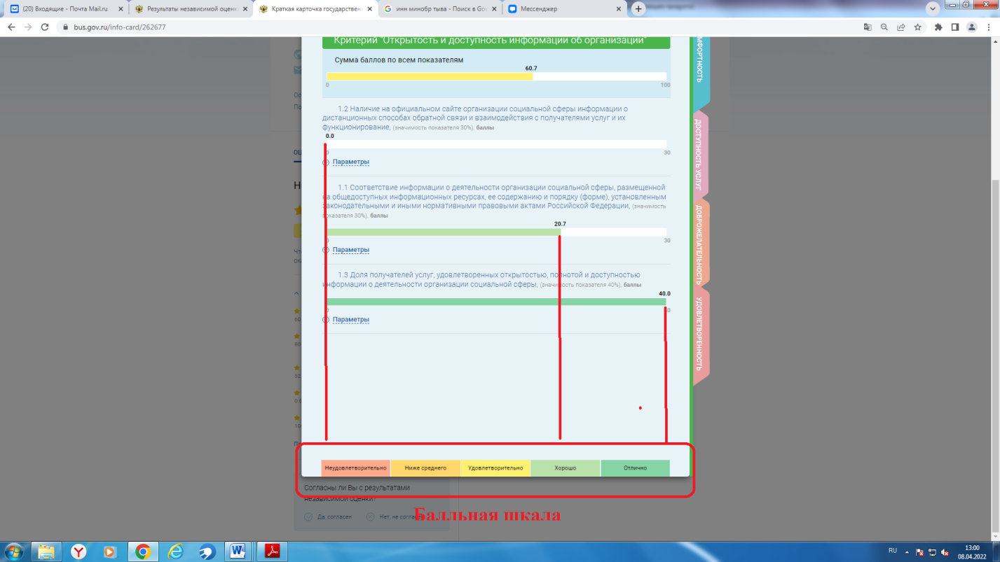 (20) Входящие - Почта Mail.ru
Результаты независимой оценк
Краткая карточка государствен
инн минобр тыва - Поиск в Goo
Мессенджер
bus.gov.ru/info-card/262677
Критерий "Открытость и доступность информации об организации"
Сумма баллов по всем показателям
60.7
0 100
1.2 Наличие на официальном сайте организации социальной сферы информации о
дистанционных способах обратной связи и взаимодействия с получателями услуг и их
функционирование, (значимость показателя 30%), баллы
0.0
0 30
Параметры
1.1 Соответствие информации о деятельности организации социальной сферы, размещенной
на общедоступных информационных ресурсах, ее содержанию и порядку (форме), установленным
законодательными и иными нормативными правовыми актами Российской Федерации, (значимость
показателя 30%), баллы
20.7
0 30
Параметры
1.3 Доля получателей услуг, удовлетворенных открытостью, полнотой и доступностью
информации о деятельности организации социальной сферы, (значимость показателя 40%), баллы
40.0
Параметры
ДОСТУПНОСТЬ УСЛУГ
ДОБРОЖЕЛАТЕЛЬНОСТЬ
УДОВЛЕТВОРЕННОСТЬ
Неудовлетворительно Ниже среднего Удовлетворительно Хорошо Отлично
Согласны ли Вы с результатами
независимой оценки?
Да, согласен Нет, не согласен
Балльная шкала
RU
13:00
08.04.2022